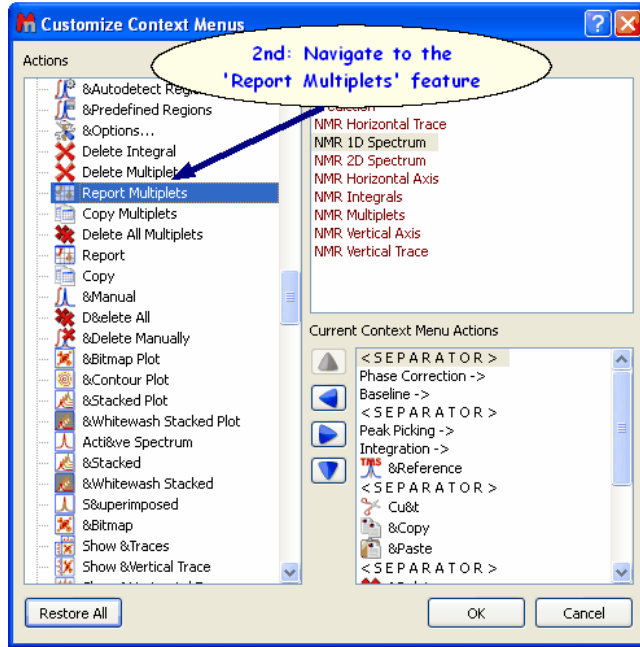 Customize Context Menus
2nd: Navigate to the
'Report Multiplets' feature
Actions
&Autodetect Reg
&Predefined Regions
&Options...
Delete Integral
Delete Multiplet
Report Multiplets
Copy Multiplets
Delete All Multiplets
Report
Copy
&Manual
D&elete All
&Delete Manually
&Bitmap Plot
&Contour Plot
&Stacked Plot
&Whitewash Stacked Plot
Acti&ve Spectrum
&Stacked
&Whitewash Stacked
S&uperimposed
&Bitmap
Show &Traces
Show &Vertical Trace
NMR Horizontal Trace
NMR 1D Spectrum
NMR 2D Spectrum
NMR Horizontal Axis
NMR Integrals
NMR Multiplets
NMR Vertical Axis
NMR Vertical Trace
Current Context Menu Actions
< S E P A R A T O R >
Phase Correction ->
Baseline ->
< S E P A R A T O R >
Peak Picking ->
Integration ->
TMS &Reference
< S E P A R A T O R >
Cu&t
&Copy
&Paste
< S E P A R A T O R >
Restore All
OK
Cancel